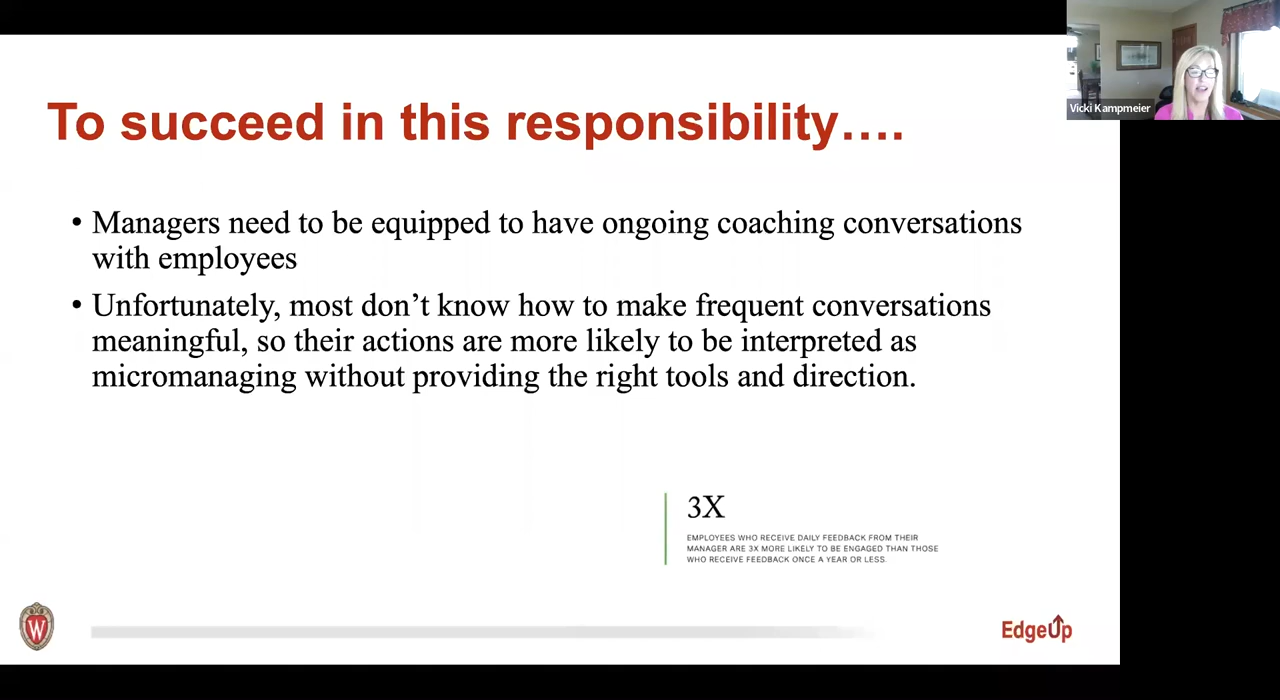 Vicki Kampmeier
To succeed in this responsibility....
• Managers need to be equipped to have ongoing coaching conversations
with employees
• Unfortunately, most don’t know how to make frequent conversations
meaningful, so their actions are more likely to be interpreted as
micromanaging without providing the right tools and direction.
3X
EMPLOYEES WHO RECEIVE DAILY FEEDBACK FROM THEIR
MANAGER ARE 3X MORE LIKELY TO BE ENGAGED THAN THOSE
WHO RECEIVE FEEDBACK ONCE A YEAR OR LESS.
W
EdgeUp